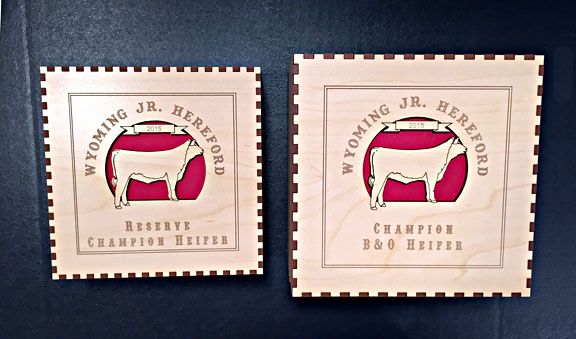 WYOMING JR. HEREFORD
2015
RESERVE
CHAMPION HEIFER
WYOMING JR. HEREFORD
2015
CHAMPION
B&O HEIFER